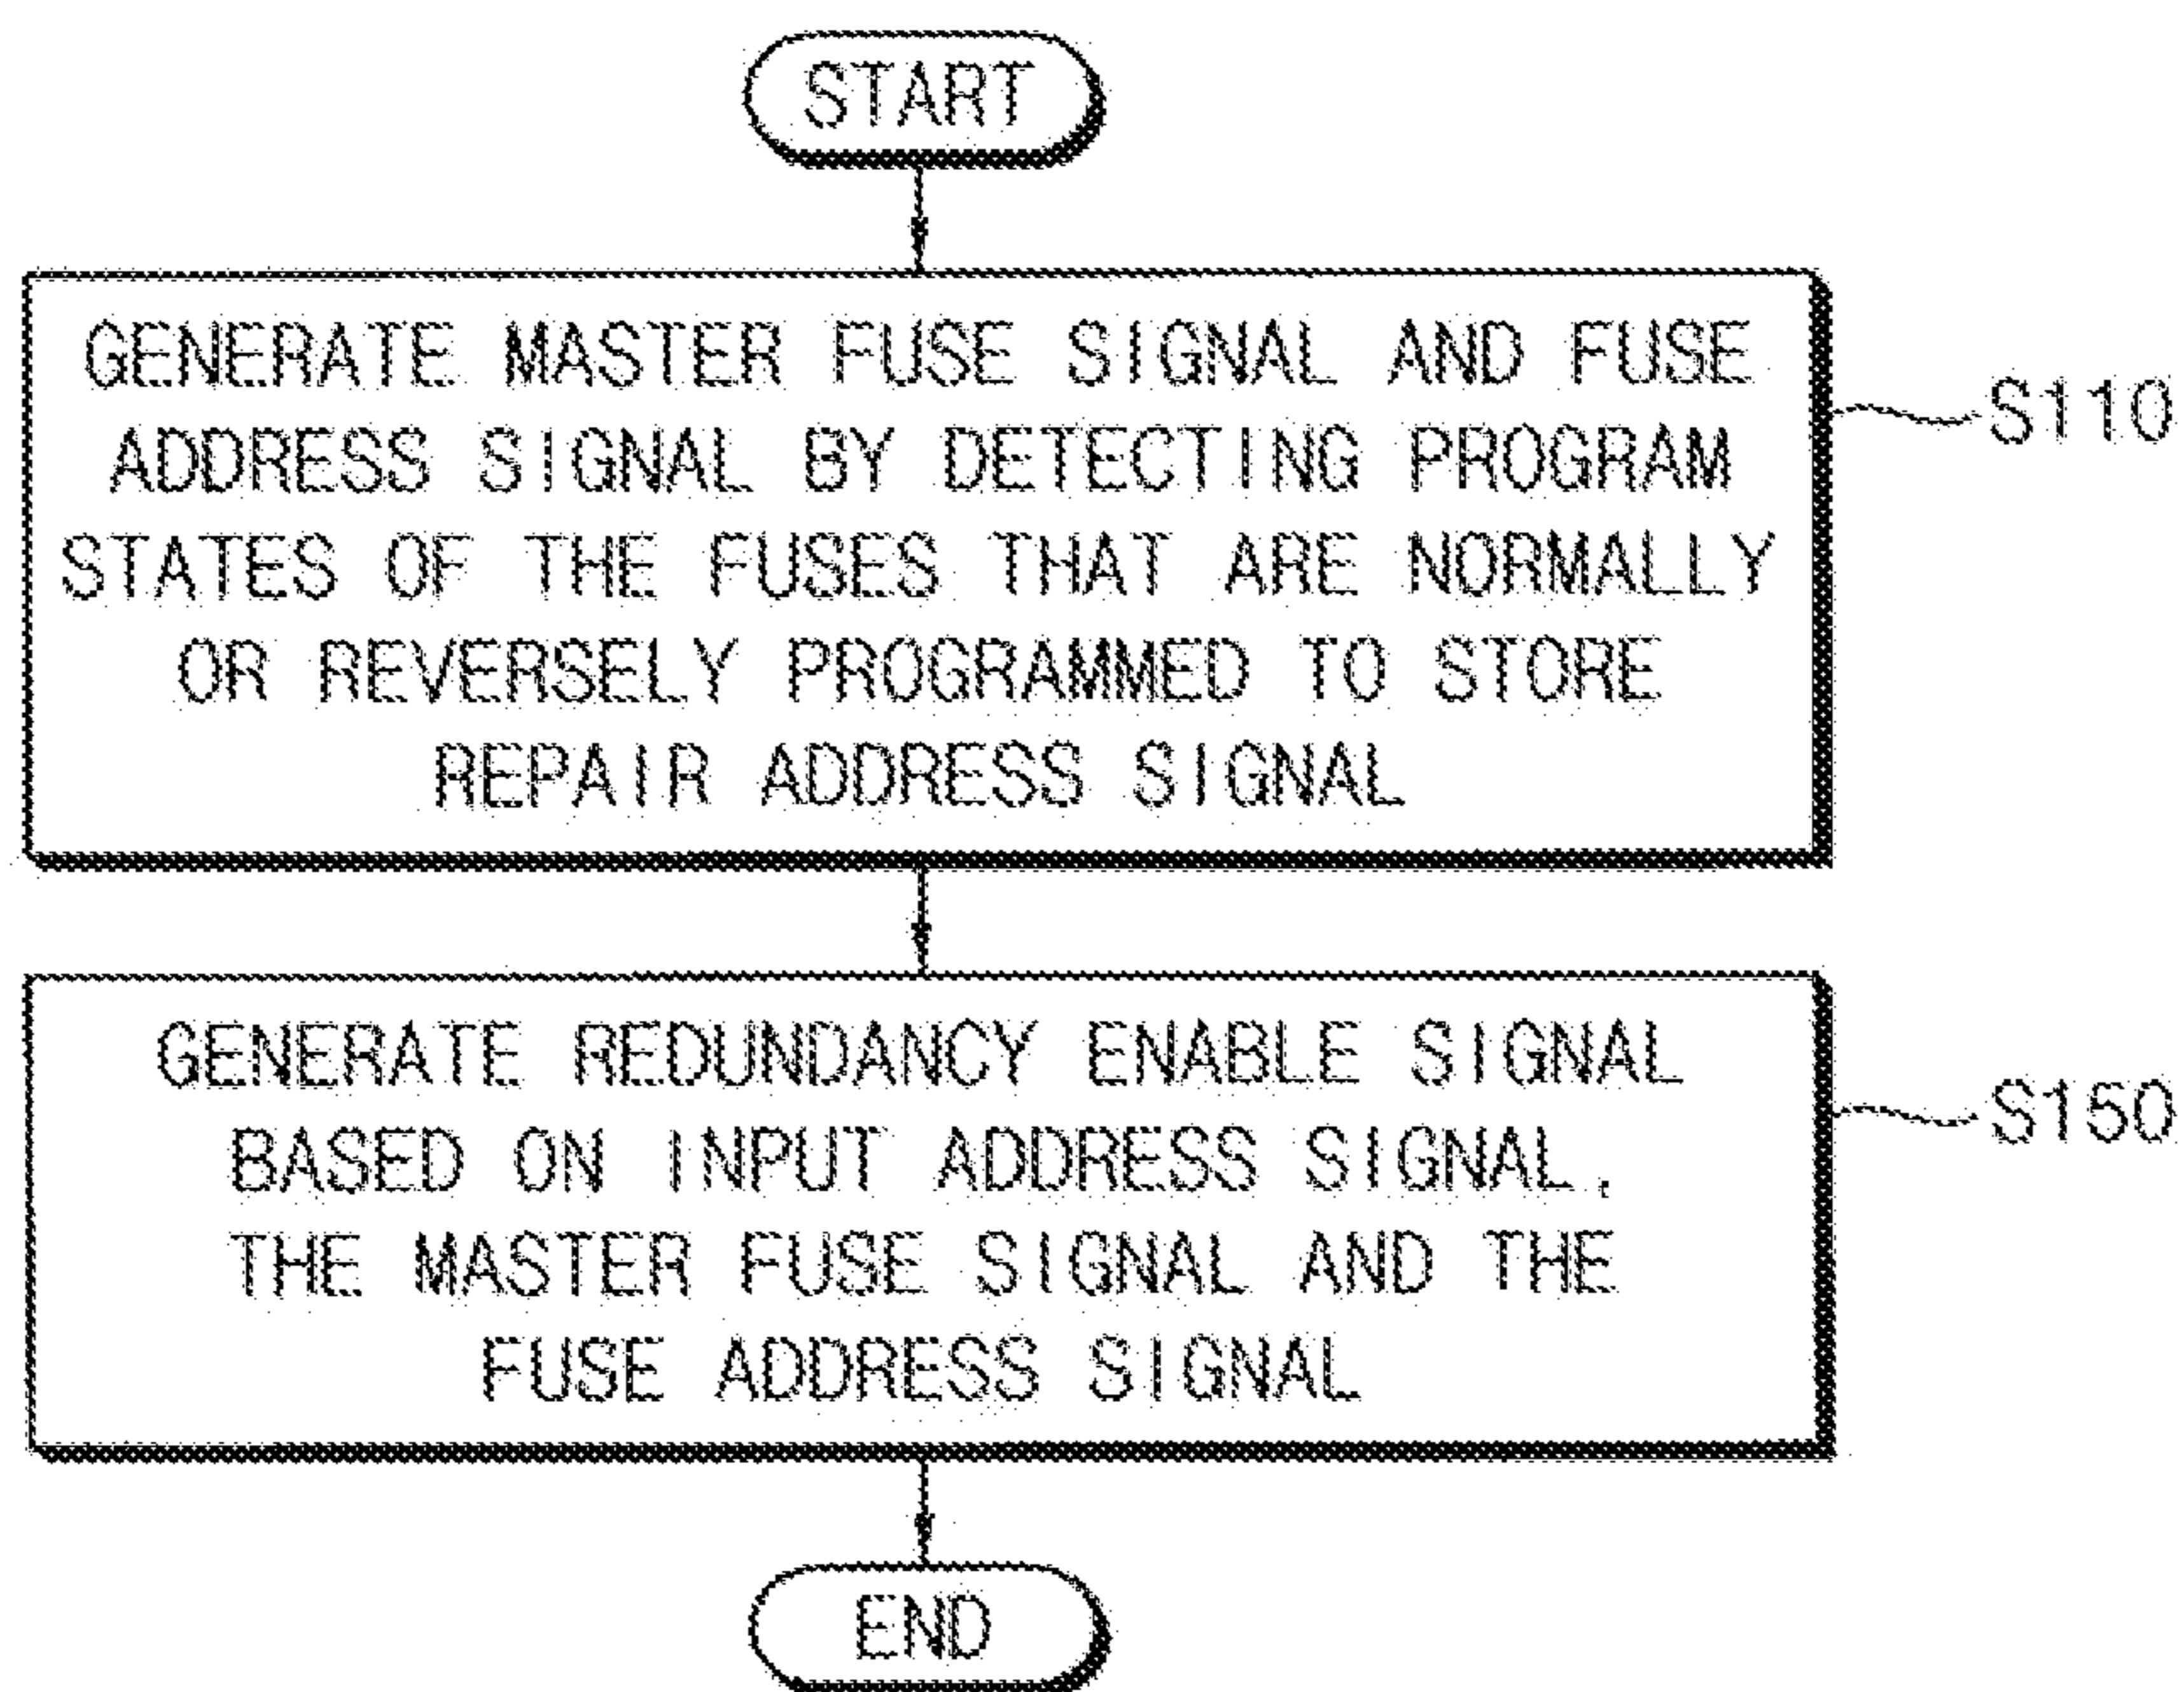 START
GENERATE MASTER FUSE SIGNAL AND FUSE
ADDRESS SIGNAL BY DETECTING PROGRAM
STATES OF THE FUSES THAT ARE NORMALLY
OR REVERSELY PROGRAMMED TO STORE
REPAIR ADDRESS SIGNAL
S110
GENERATE REDUNDANCY ENABLE SIGNAL
BASED ON INPUT ADDRESS SIGNAL,
THE MASTER FUSE SIGNAL AND THE
FUSE ADDRESS SIGNAL
S150
END